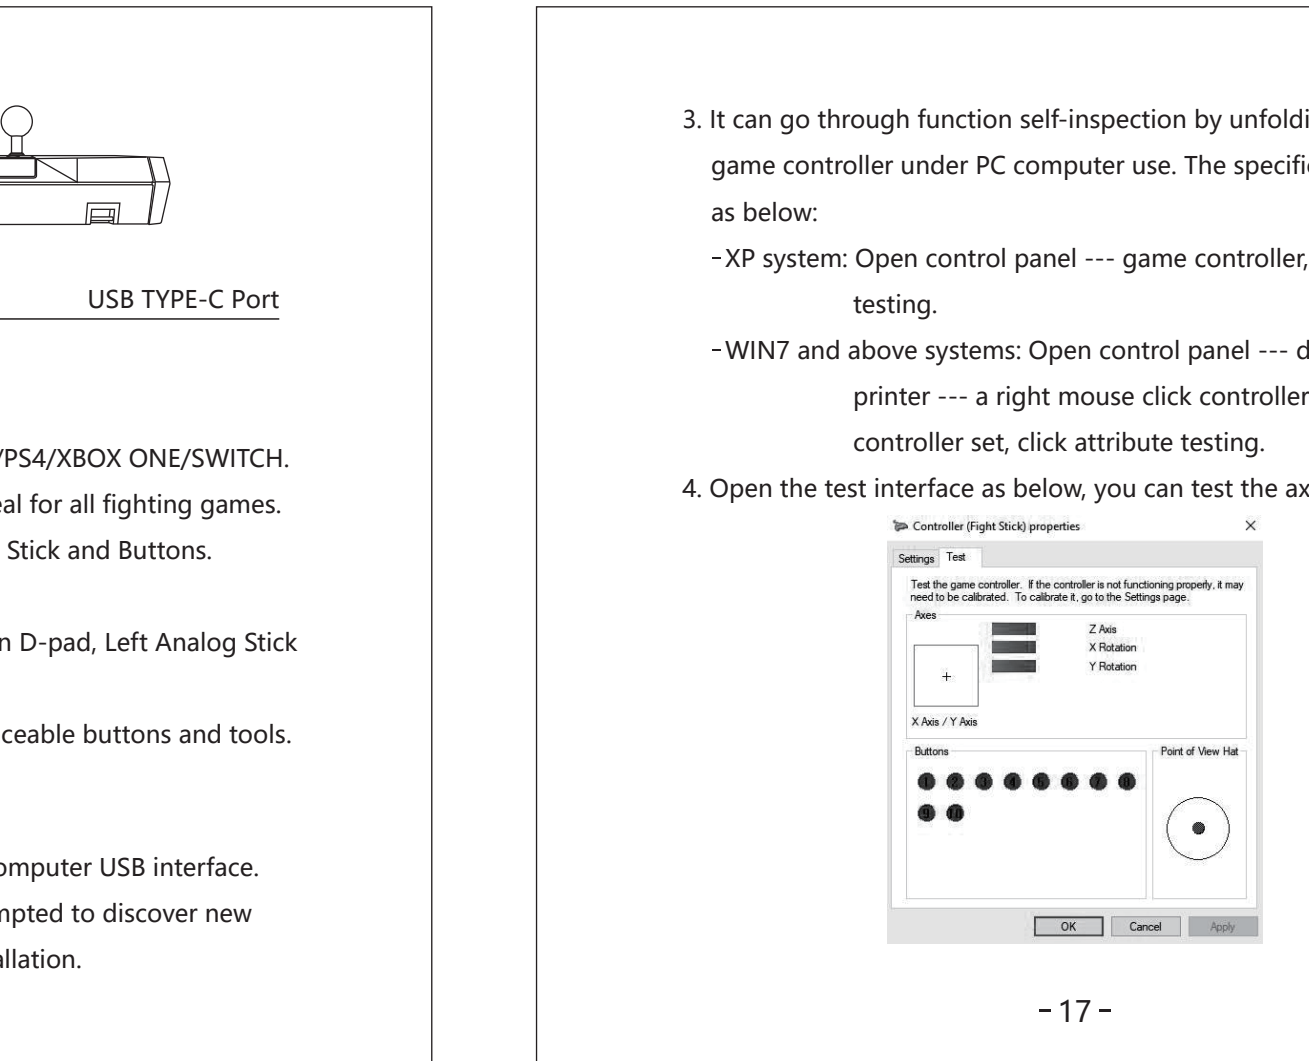 USB TYPE-C Port
/PS4/XBOX ONE/SWITCH.
eal for all fighting games.
Stick and Buttons.
n D-pad, Left Analog Stick
ceable buttons and tools.
omputer USB interface.
mpted to discover new
allation.
3. It can go through function self-inspection by unfoldi
game controller under PC computer use. The specifi
as below:
-XP system: Open control panel --- game controller,
testing.
-WIN7 and above systems: Open control panel --- d
printer --- a right mouse click controller
controller set, click attribute testing.
4. Open the test interface as below, you can test the ax
Controller (Fight Stick) properties
Settings Test
Test the game controller. If the controller is not functioning properly, it may
need to be calibrated. To calibrate it, go to the Settings page.
Axes
Z Axis
X Rotation
Y Rotation
X Axis / Y Axis
Buttons
Point of View Hat
1 2 3 4 5 6 7 8
9 10
OK Cancel Apply
-17-